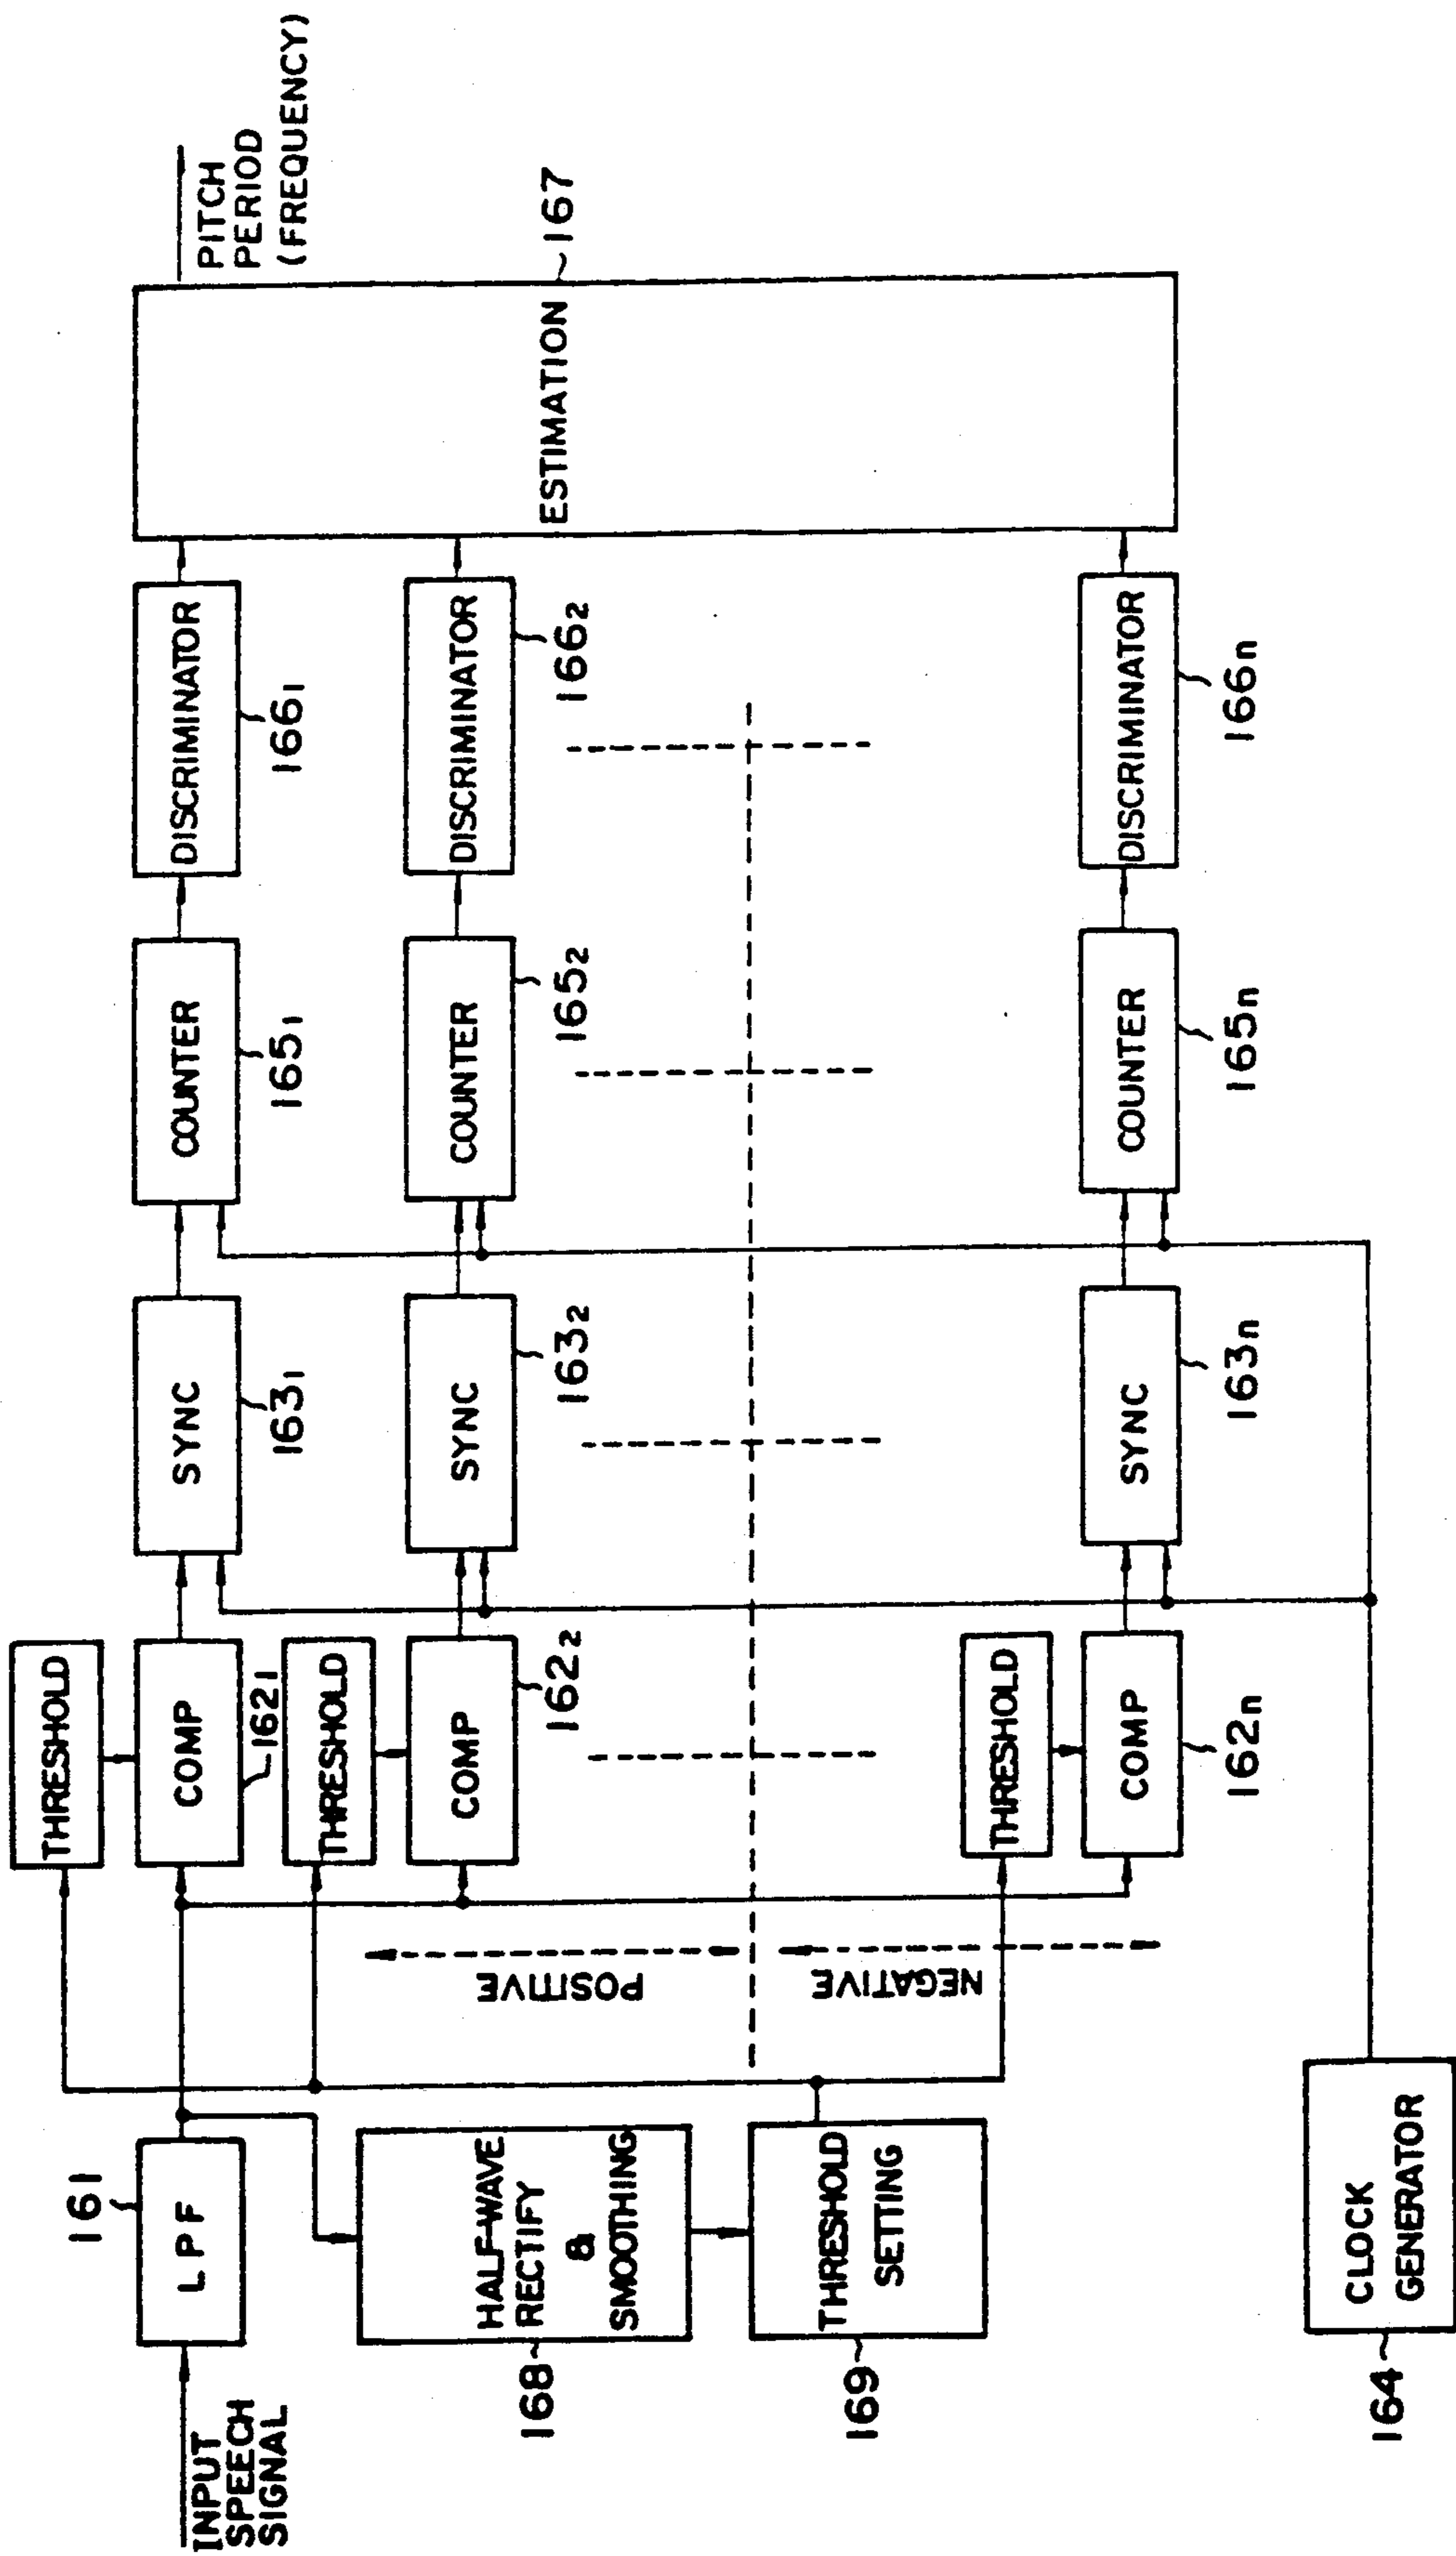 INPUT
SPEECH
SIGNAL
161
LPF
168
HALF-WAVE
RECTIFY
&
SMOOTHING
169
THRESHOLD
SETTING
164
CLOCK
GENERATOR
POSITIVE
NEGATIVE
THRESHOLD
COMP
162₁
THRESHOLD
COMP
162₂
THRESHOLD
COMP
162n
SYNC
163₁
SYNC
163₂
SYNC
163n
COUNTER
165₁
COUNTER
165₂
COUNTER
165n
DISCRIMINATOR
166₁
DISCRIMINATOR
166₂
DISCRIMINATOR
166n
ESTIMATION
167
PITCH
PERIOD
(FREQUENCY)